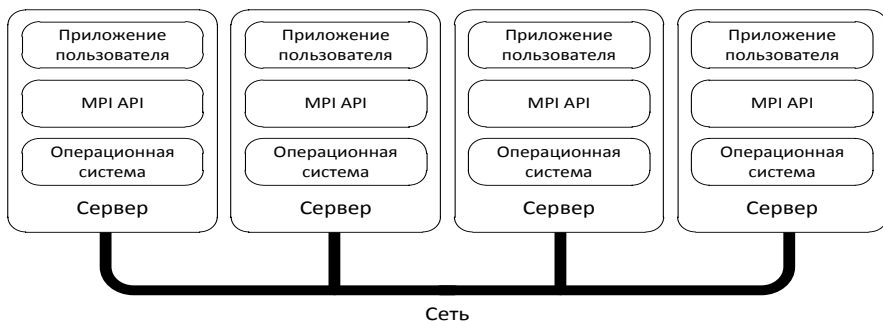 Приложение
пользователя
MPI API
Операционная
система
Сервер
Приложение
пользователя
MPI API
Операционная
система
Сервер
Приложение
пользователя
MPI API
Операционная
система
Сервер
Приложение
пользователя
MPI API
Операционная
система
Сервер
Сеть